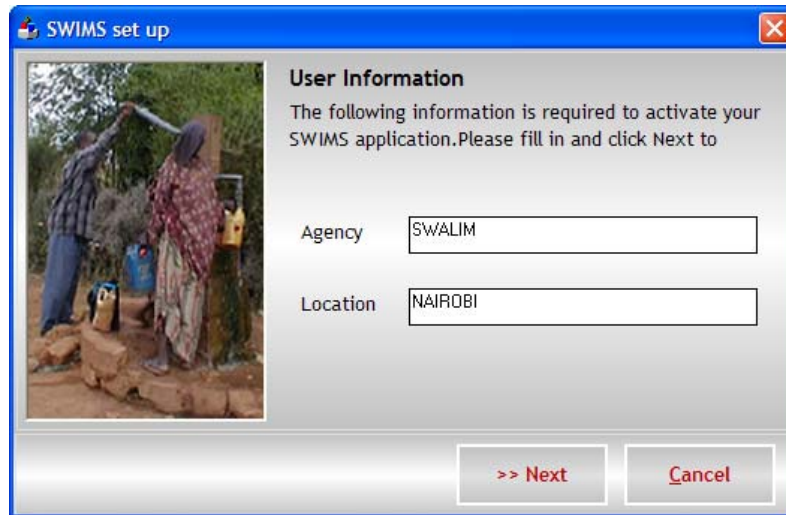 SWIMS set up
User Information
The following information is required to activate your
SWIMS application.Please fill in and click Next to
Agency SWALIM
Location NAIROBI
>> Next Cancel